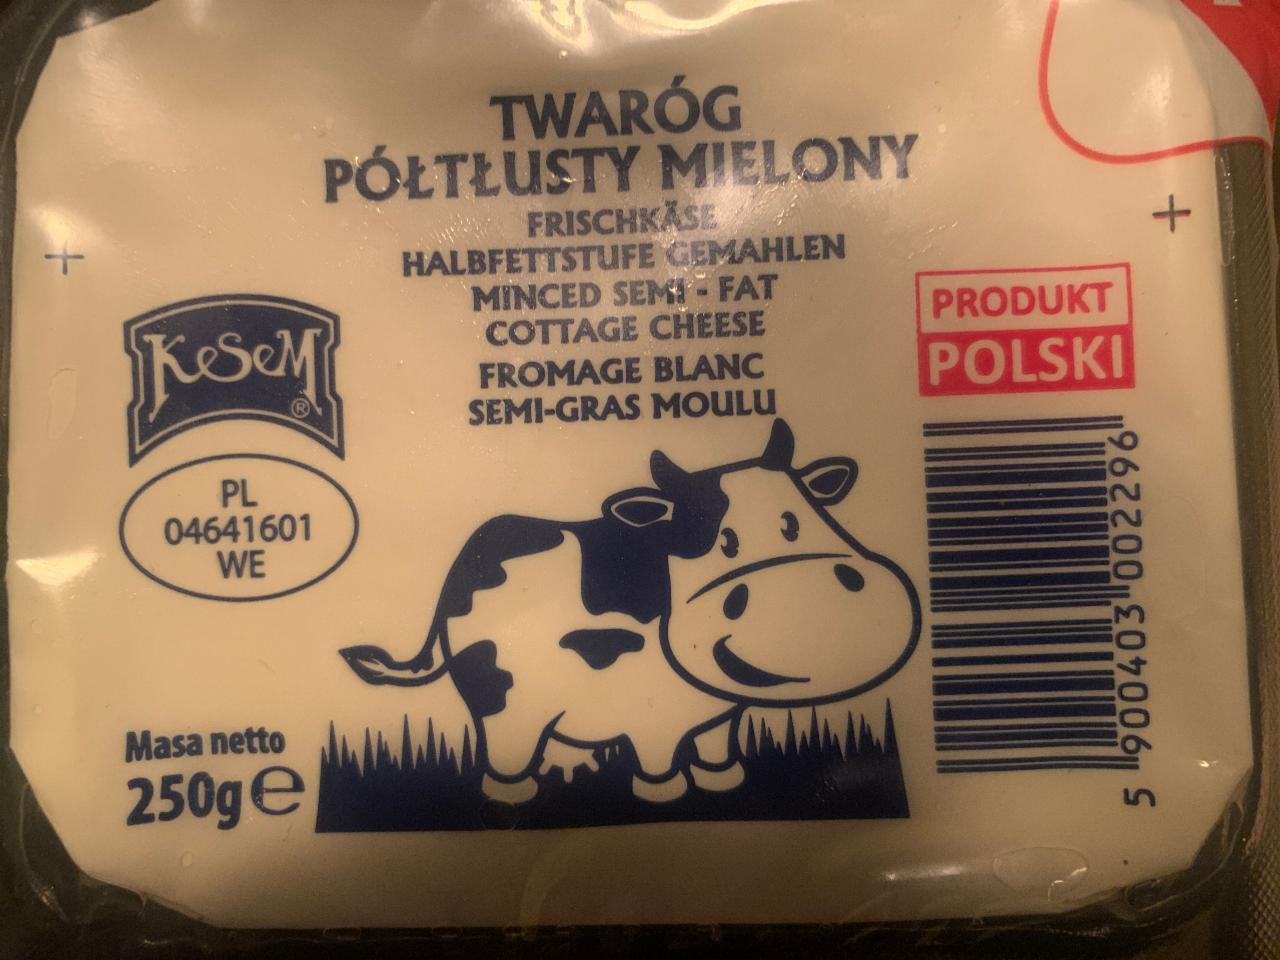 TWARÓG
PÓŁTŁUSTY MIELONY
FRISCHKÄSE
HALBFETTSTUFE GEMAHLEN
MINCED SEMI - FAT
COTTAGE CHEESE
FROMAGE BLANC
SEMI-GRAS MOULU
KeSeM ®
PL
04641601
WE
PRODUKT
POLSKI
5 900403 002296
Masa netto
250g e